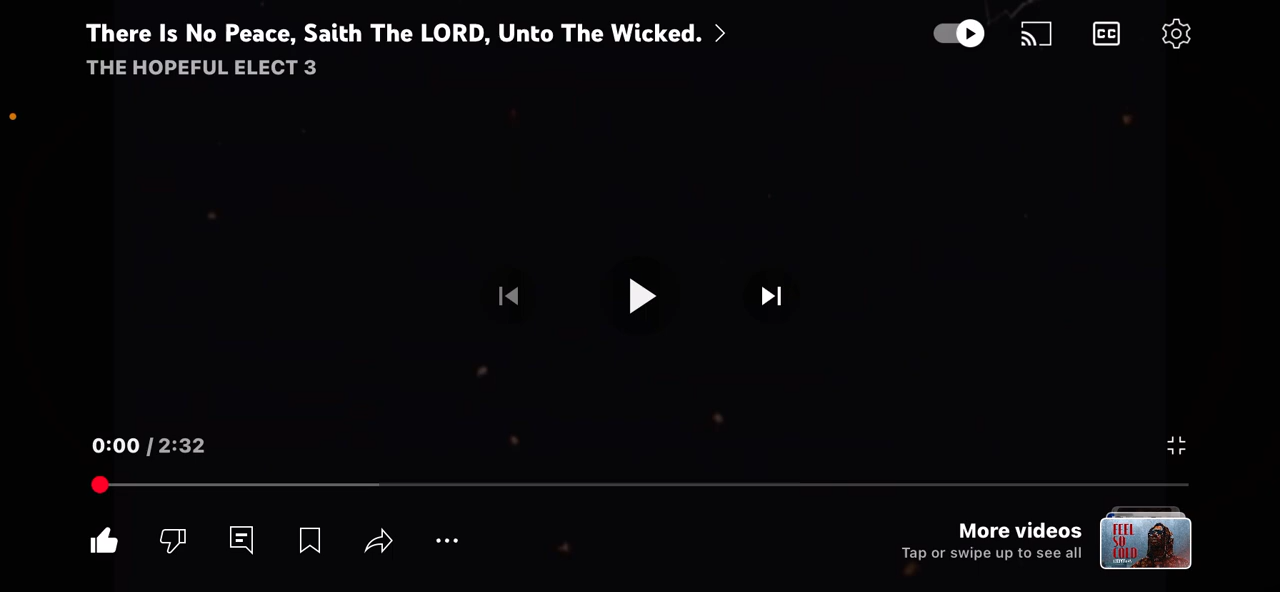 There Is No Peace, Saith The LORD, Unto The Wicked.
THE HOPEFUL ELECT 3
CC
0:00 / 2:32
More videos
Tap or swipe up to see all
FEEL
SO
COLD